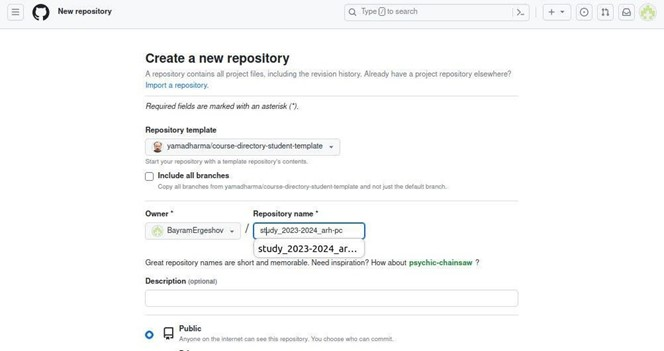 New repository
Type / to search
Create a new repository
A repository contains all project files, including the revision history. Already have a project repository elsewhere?
Import a repository.
Required fields are marked with an asterisk (*).
Repository template
yamadharma/course-directory-student-template
Start your repository with a template repository's contents.
Include all branches
Copy all branches from yamadharma/course-directory-student-template and not just the default branch.
Owner * Repository name *
BayramErgeshov / study_2023-2024_arh-pc
study_2023-2024_ar...
Great repository names are short and memorable. Need inspiration? How about psychic-chainsaw ?
Description (optional)
Public
Anyone on the internet can see this repository. You choose who can commit.